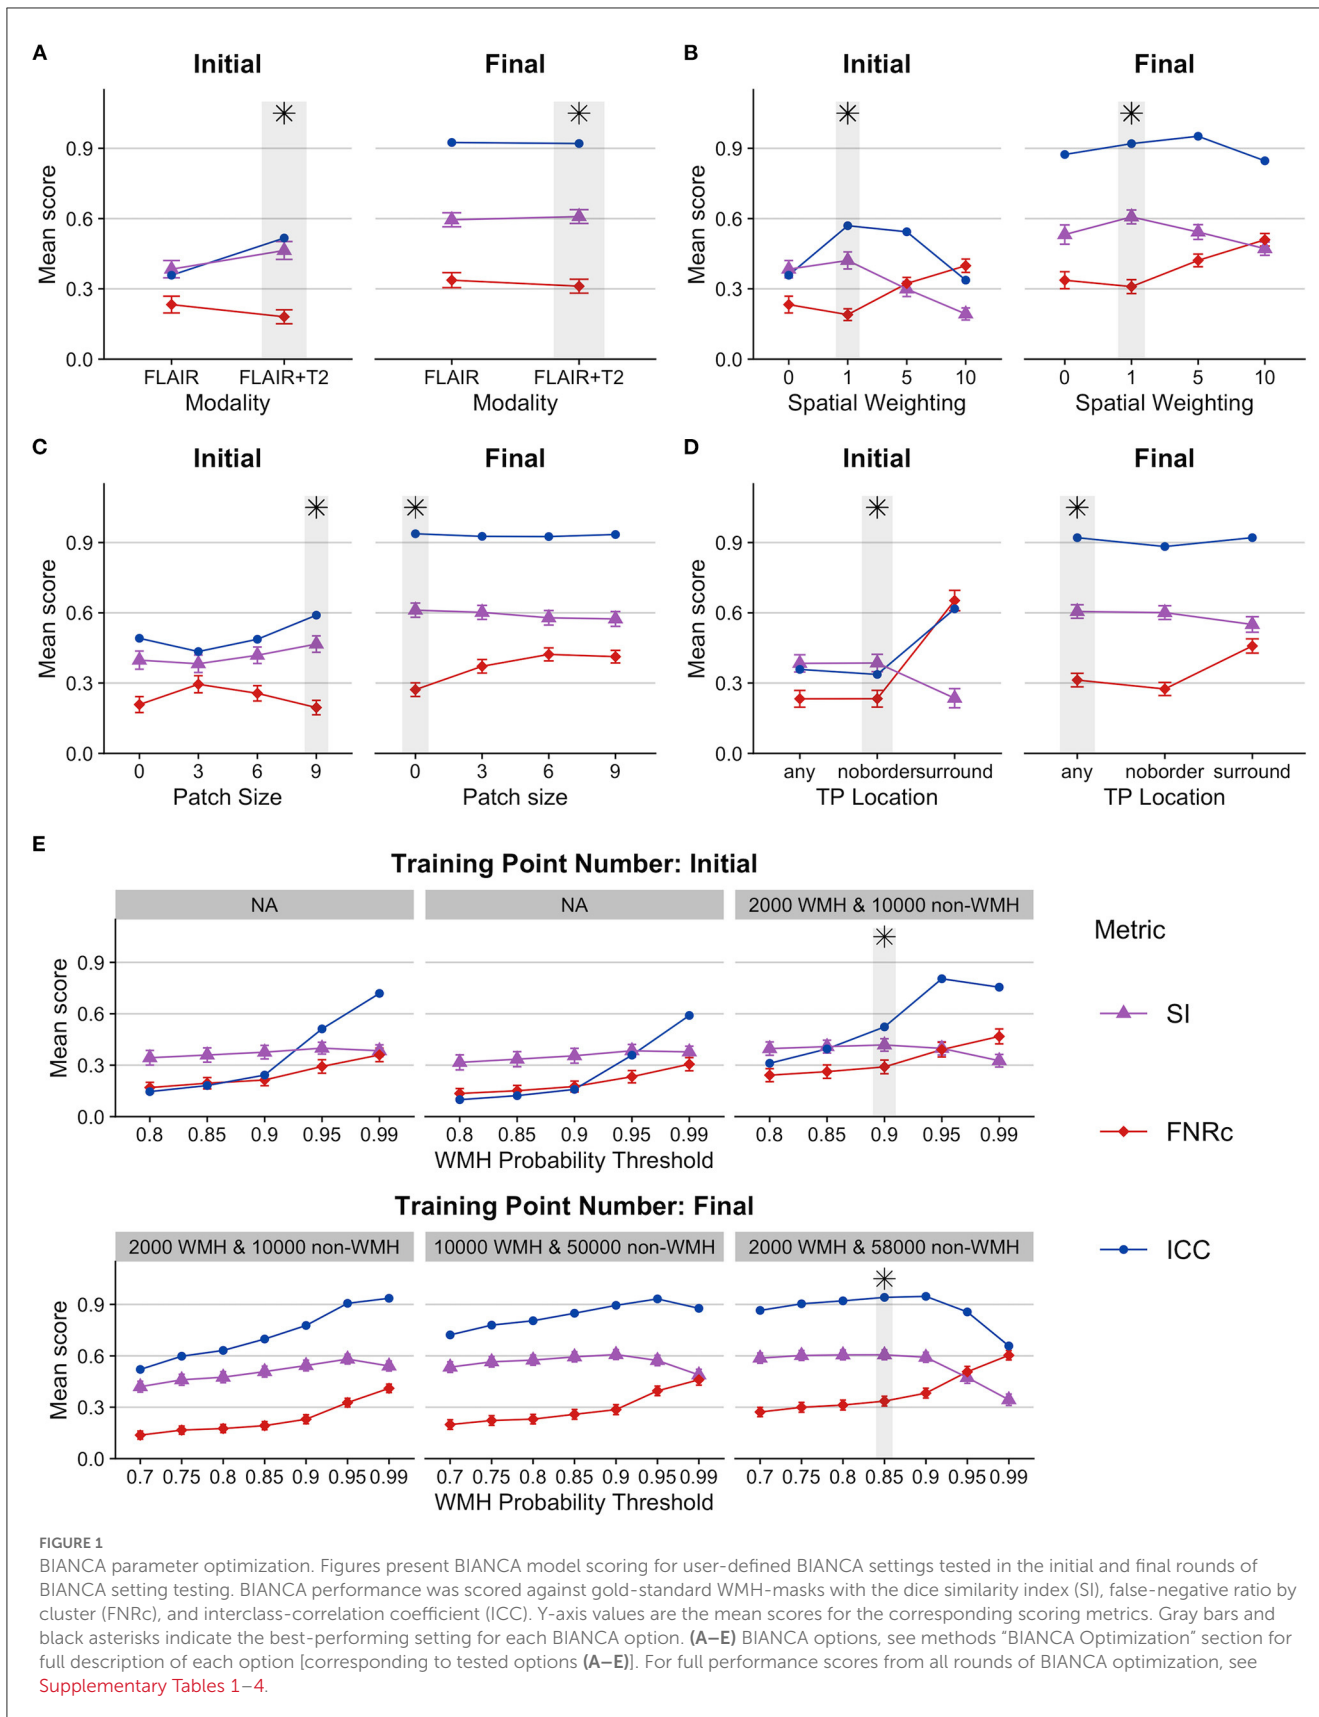 A
Initial
Final
Mean score
0.9
0.6
0.3
0.0
FLAIR FLAIR+T2
Modality
FLAIR FLAIR+T2
Modality
B
Initial
Final
Mean score
0.9
0.6
0.3
0.0
0 1 5 10
Spatial Weighting
0 1 5 10
Spatial Weighting
C
Initial
Final
Mean score
0.9
0.6
0.3
0.0
0 3 6 9
Patch Size
0 3 6 9
Patch size
D
Initial
Final
Mean score
0.9
0.6
0.3
0.0
any noborder surround
TP Location
any noborder surround
TP Location
E
Training Point Number: Initial
NA
NA
2000 WMH & 10000 non-WMH
Mean score
0.9
0.6
0.3
0.0
0.8 0.85 0.9 0.95 0.99
0.8 0.85 0.9 0.95 0.99
0.8 0.85 0.9 0.95 0.99
WMH Probability Threshold
Training Point Number: Final
2000 WMH & 10000 non-WMH
10000 WMH & 50000 non-WMH
2000 WMH & 58000 non-WMH
Mean score
0.9
0.6
0.3
0.0
0.7 0.75 0.8 0.85 0.9 0.95 0.99
0.7 0.75 0.8 0.85 0.9 0.95 0.99
0.7 0.75 0.8 0.85 0.9 0.95 0.99
WMH Probability Threshold
Metric
SI
FNRc
ICC
FIGURE 1
BIANCA parameter optimization. Figures present BIANCA model scoring for user-defined BIANCA settings tested in the initial and final rounds of
BIANCA setting testing. BIANCA performance was scored against gold-standard WMH-masks with the dice similarity index (SI), false-negative ratio by
cluster (FNRc), and interclass-correlation coefficient (ICC). Y-axis values are the mean scores for the corresponding scoring metrics. Gray bars and
black asterisks indicate the best-performing setting for each BIANCA option. (A–E) BIANCA options, see methods "BIANCA Optimization" section for
full description of each option [corresponding to tested options (A–E)]. For full performance scores from all rounds of BIANCA optimization, see
Supplementary Tables 1–4.